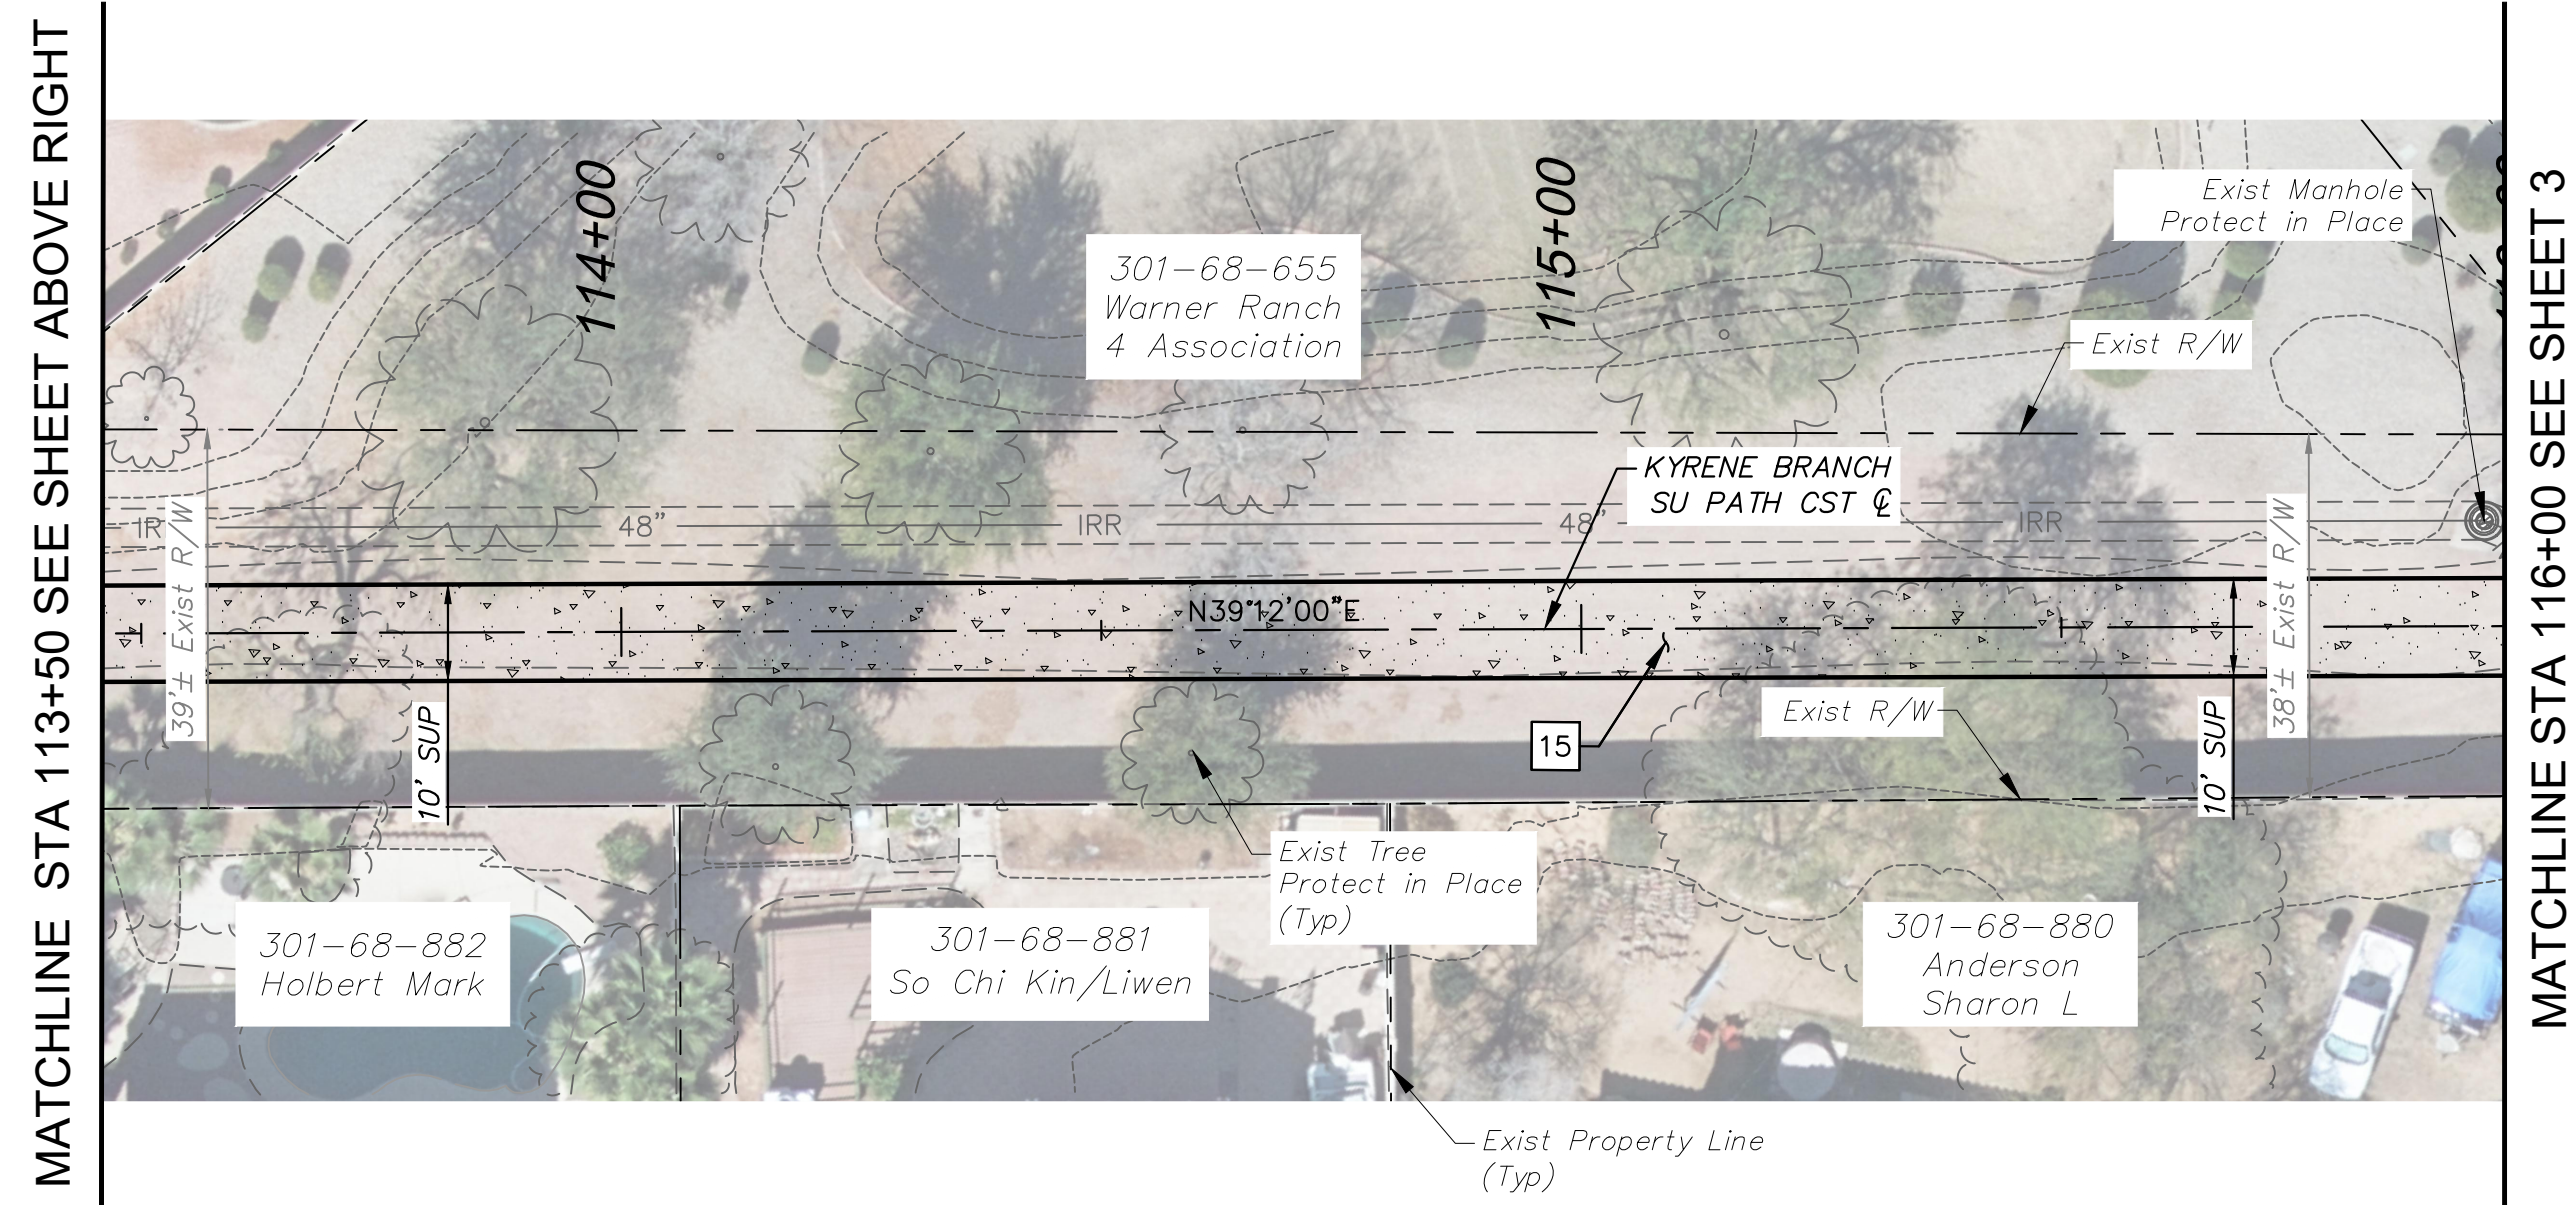 MATCHLINE STA 113+50 SEE SHEET ABOVE RIGHT
114+00
115+00
Exist Manhole
Protect in Place
301-68-655
Warner Ranch
4 Association
Exist R/W
KYRENE BRANCH
SU PATH CST ℄
IR
48"
IRR
48"
IRR
39'± Exist R/W
38'± Exist R/W
N39°12'00"E
10' SUP
15
Exist R/W
10' SUP
Exist Tree
Protect in Place
(Typ)
301-68-882
Holbert Mark
301-68-881
So Chi Kin/Liwen
301-68-880
Anderson
Sharon L
Exist Property Line
(Typ)
MATCHLINE STA 116+00 SEE SHEET 3